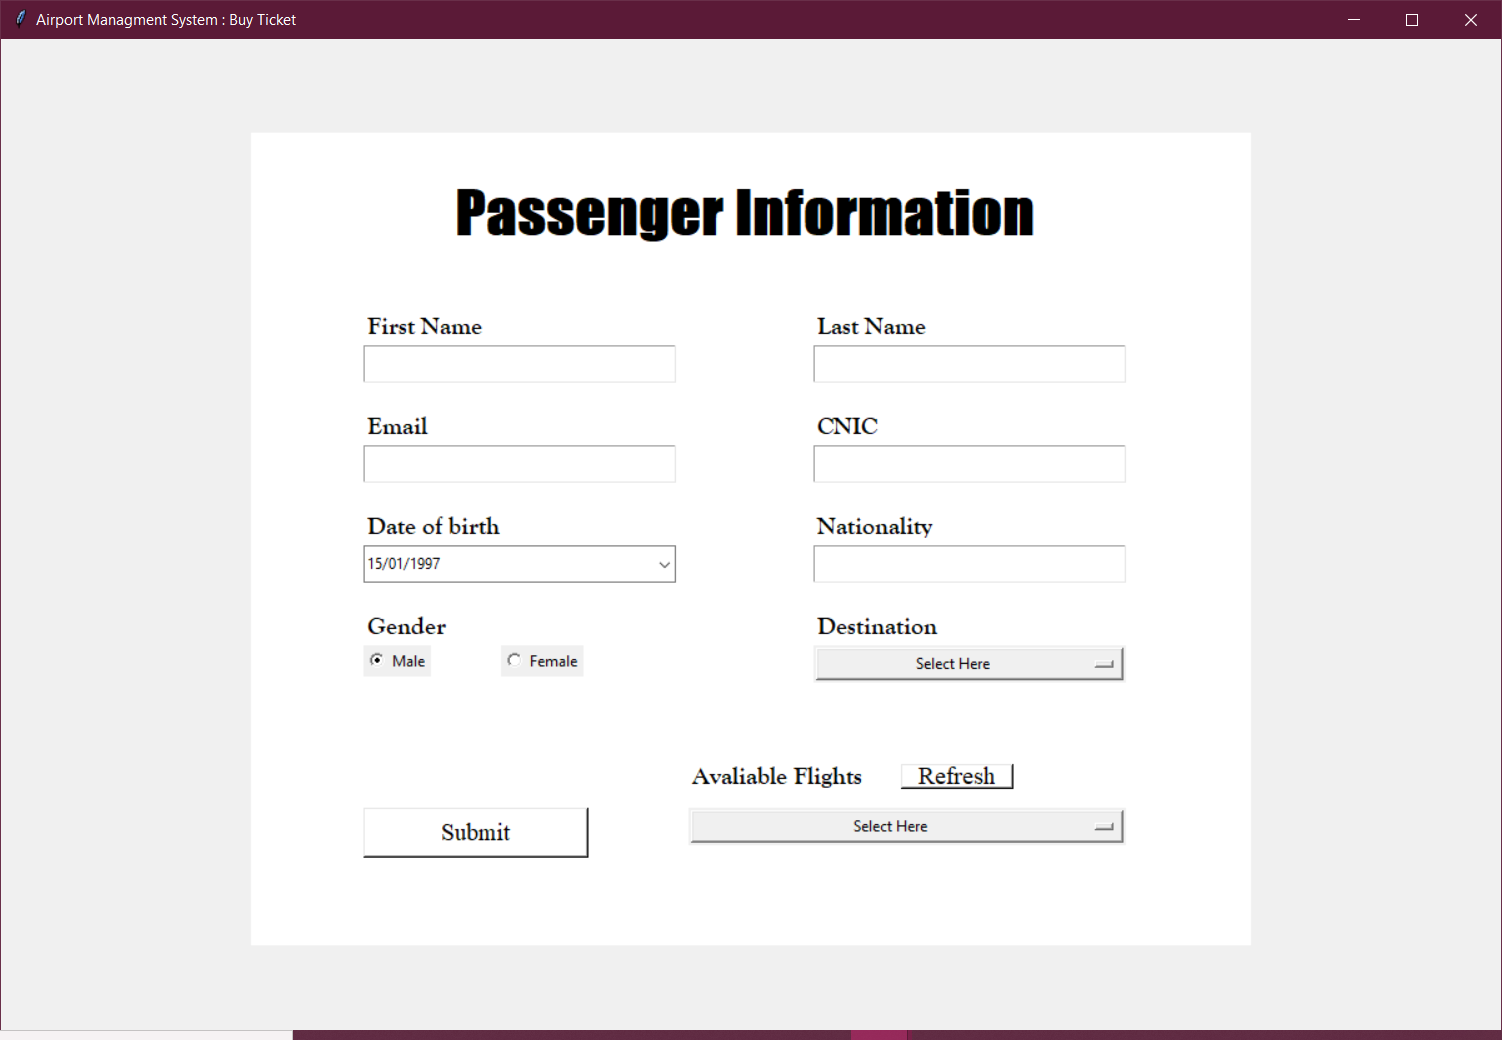 Airport Managment System : Buy Ticket
Passenger Information
First Name
Last Name
Email
CNIC
Date of birth
Nationality
15/01/1997
Gender
Destination
Male
Female
Select Here
Avaliable Flights
Refresh
Submit
Select Here